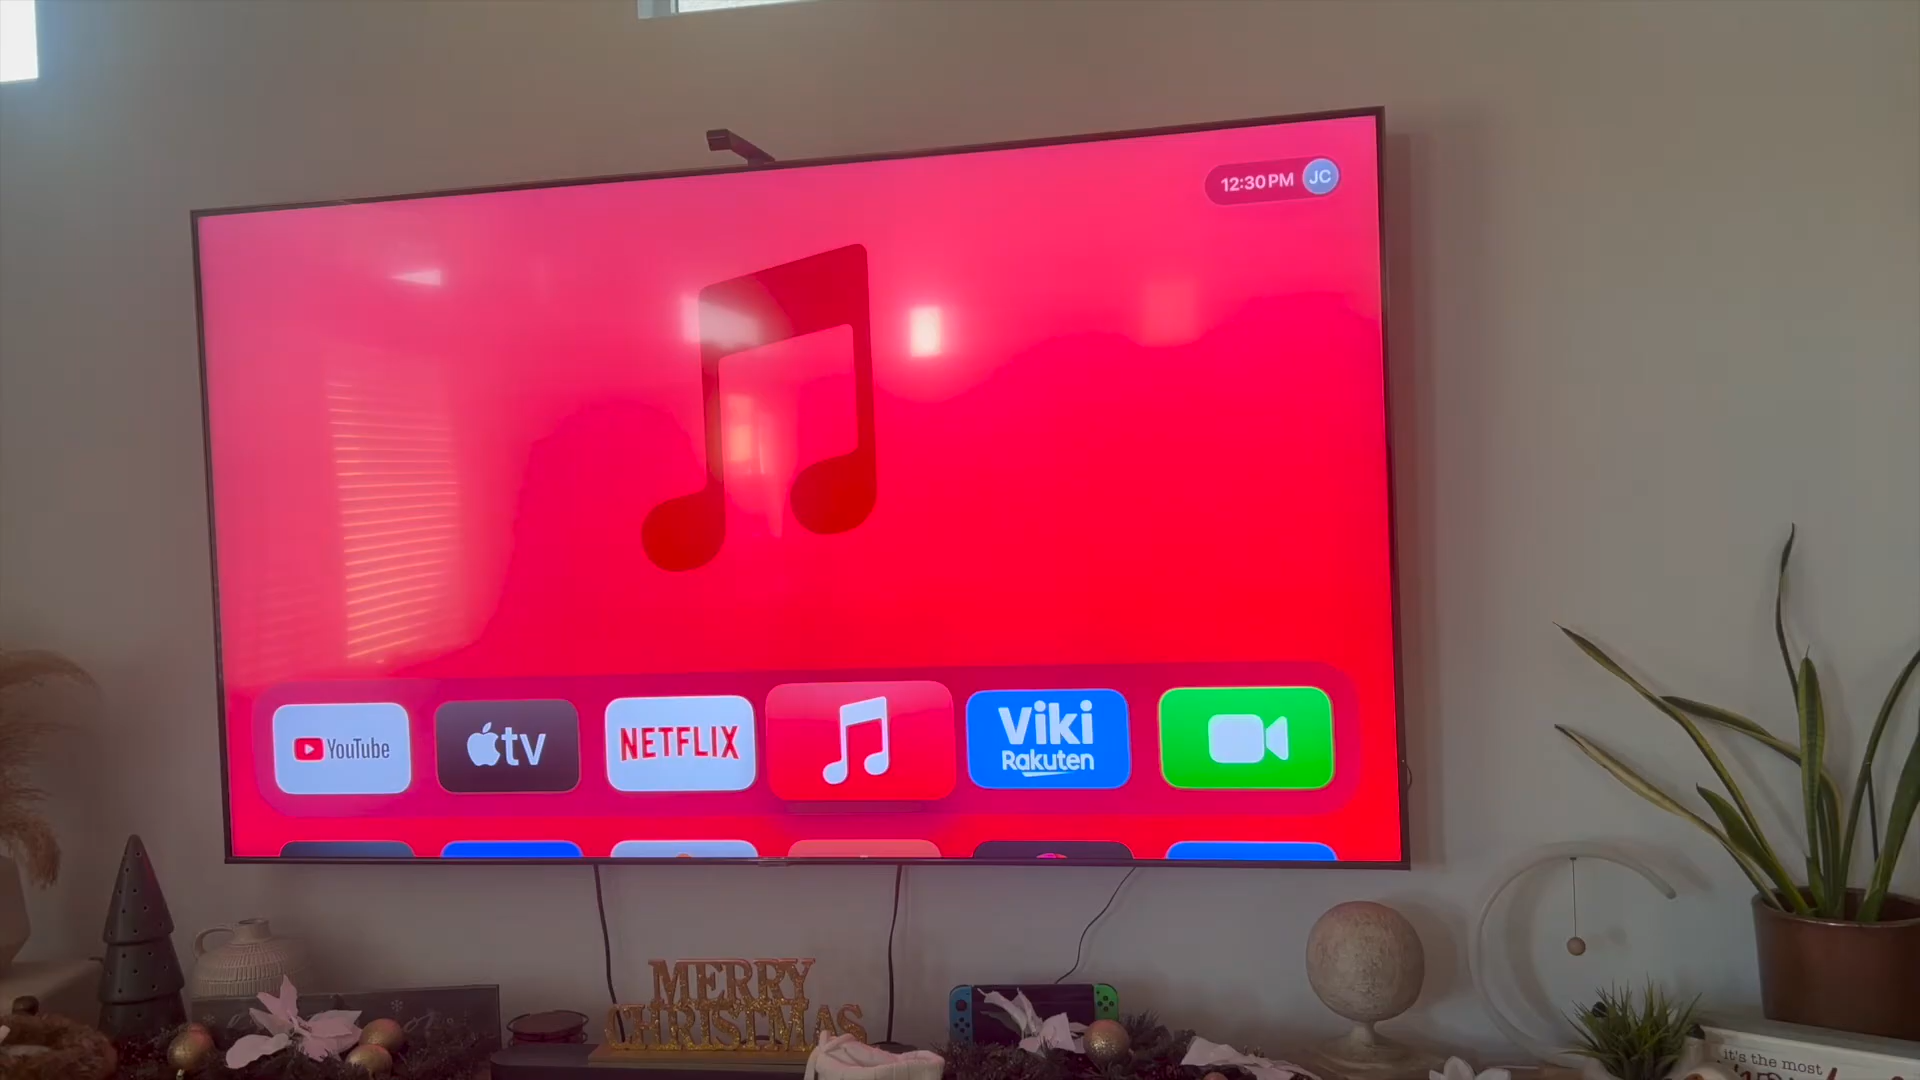 12:30 PM JC
YouTube
tv
NETFLIX
Viki
Rakuten
MERRY
CHRISTMAS
it's the most